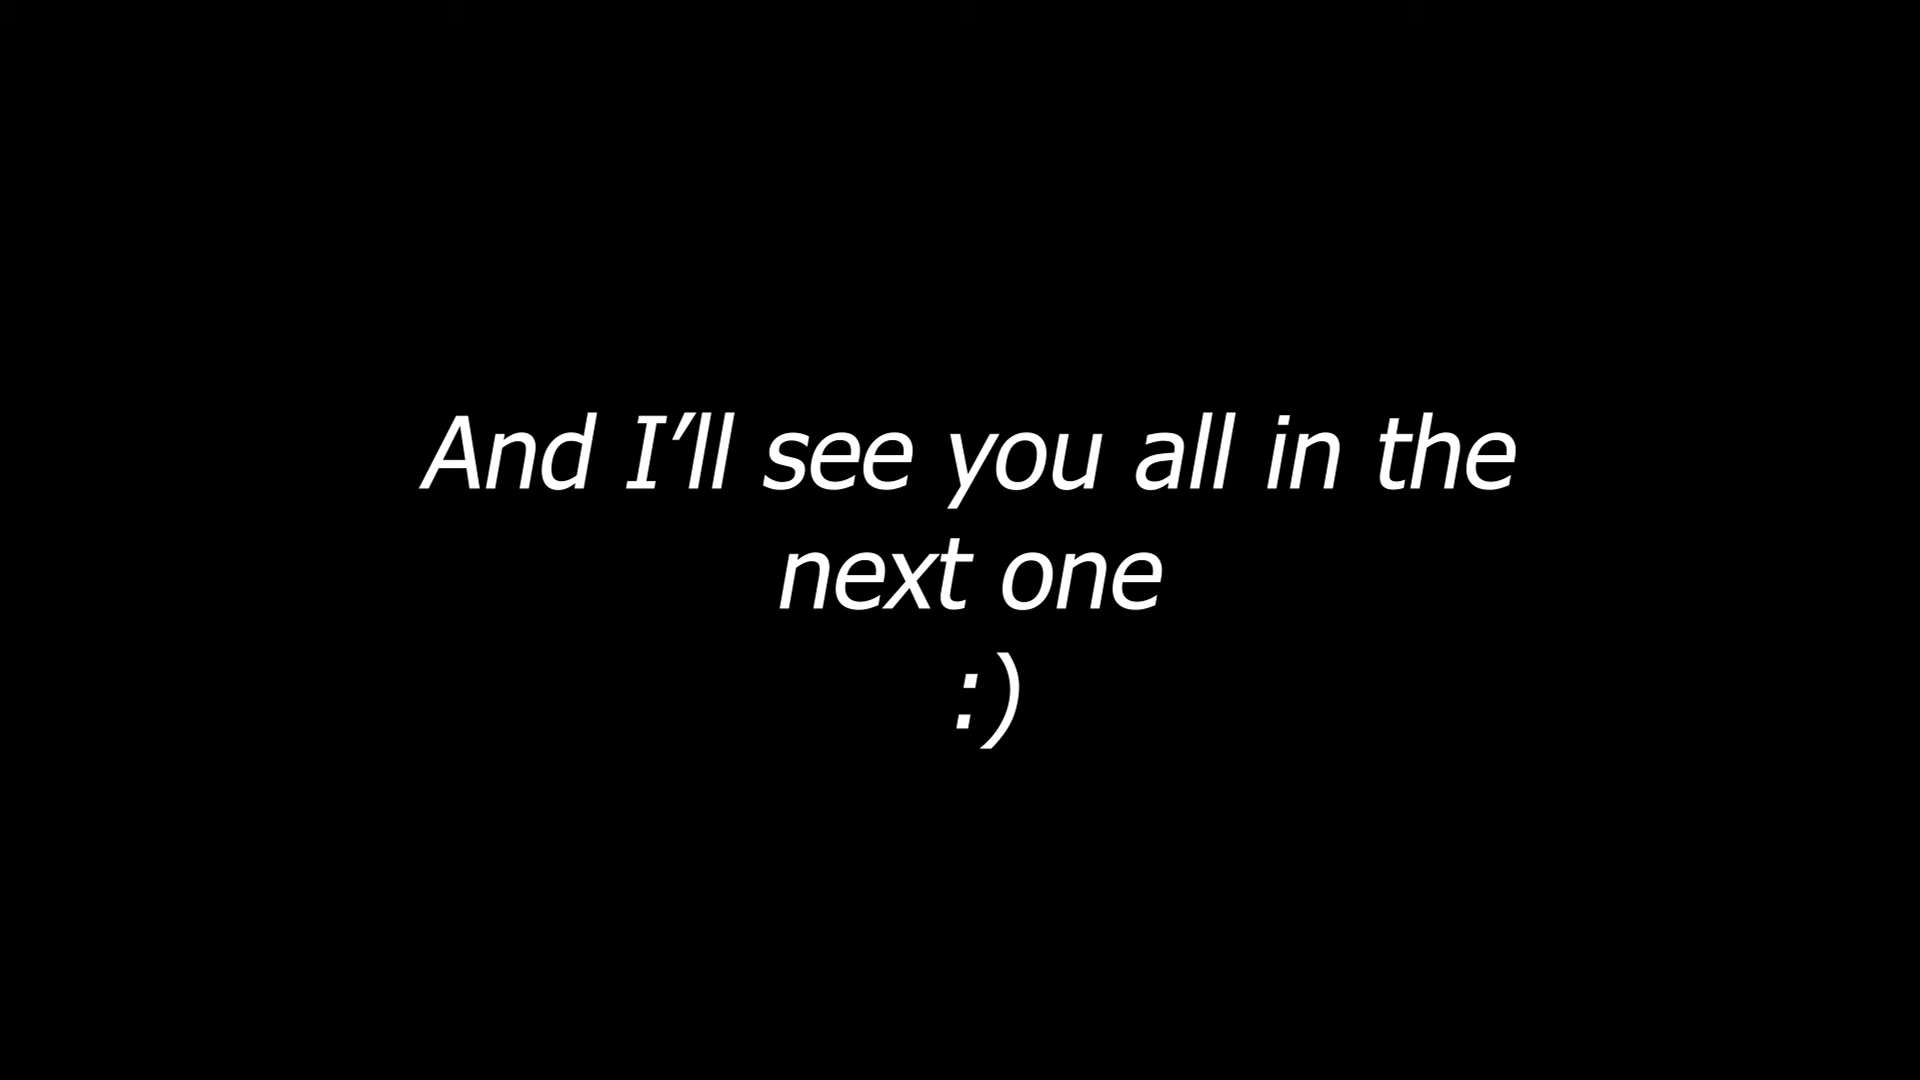 And I’ll see you all in the
next one
:)